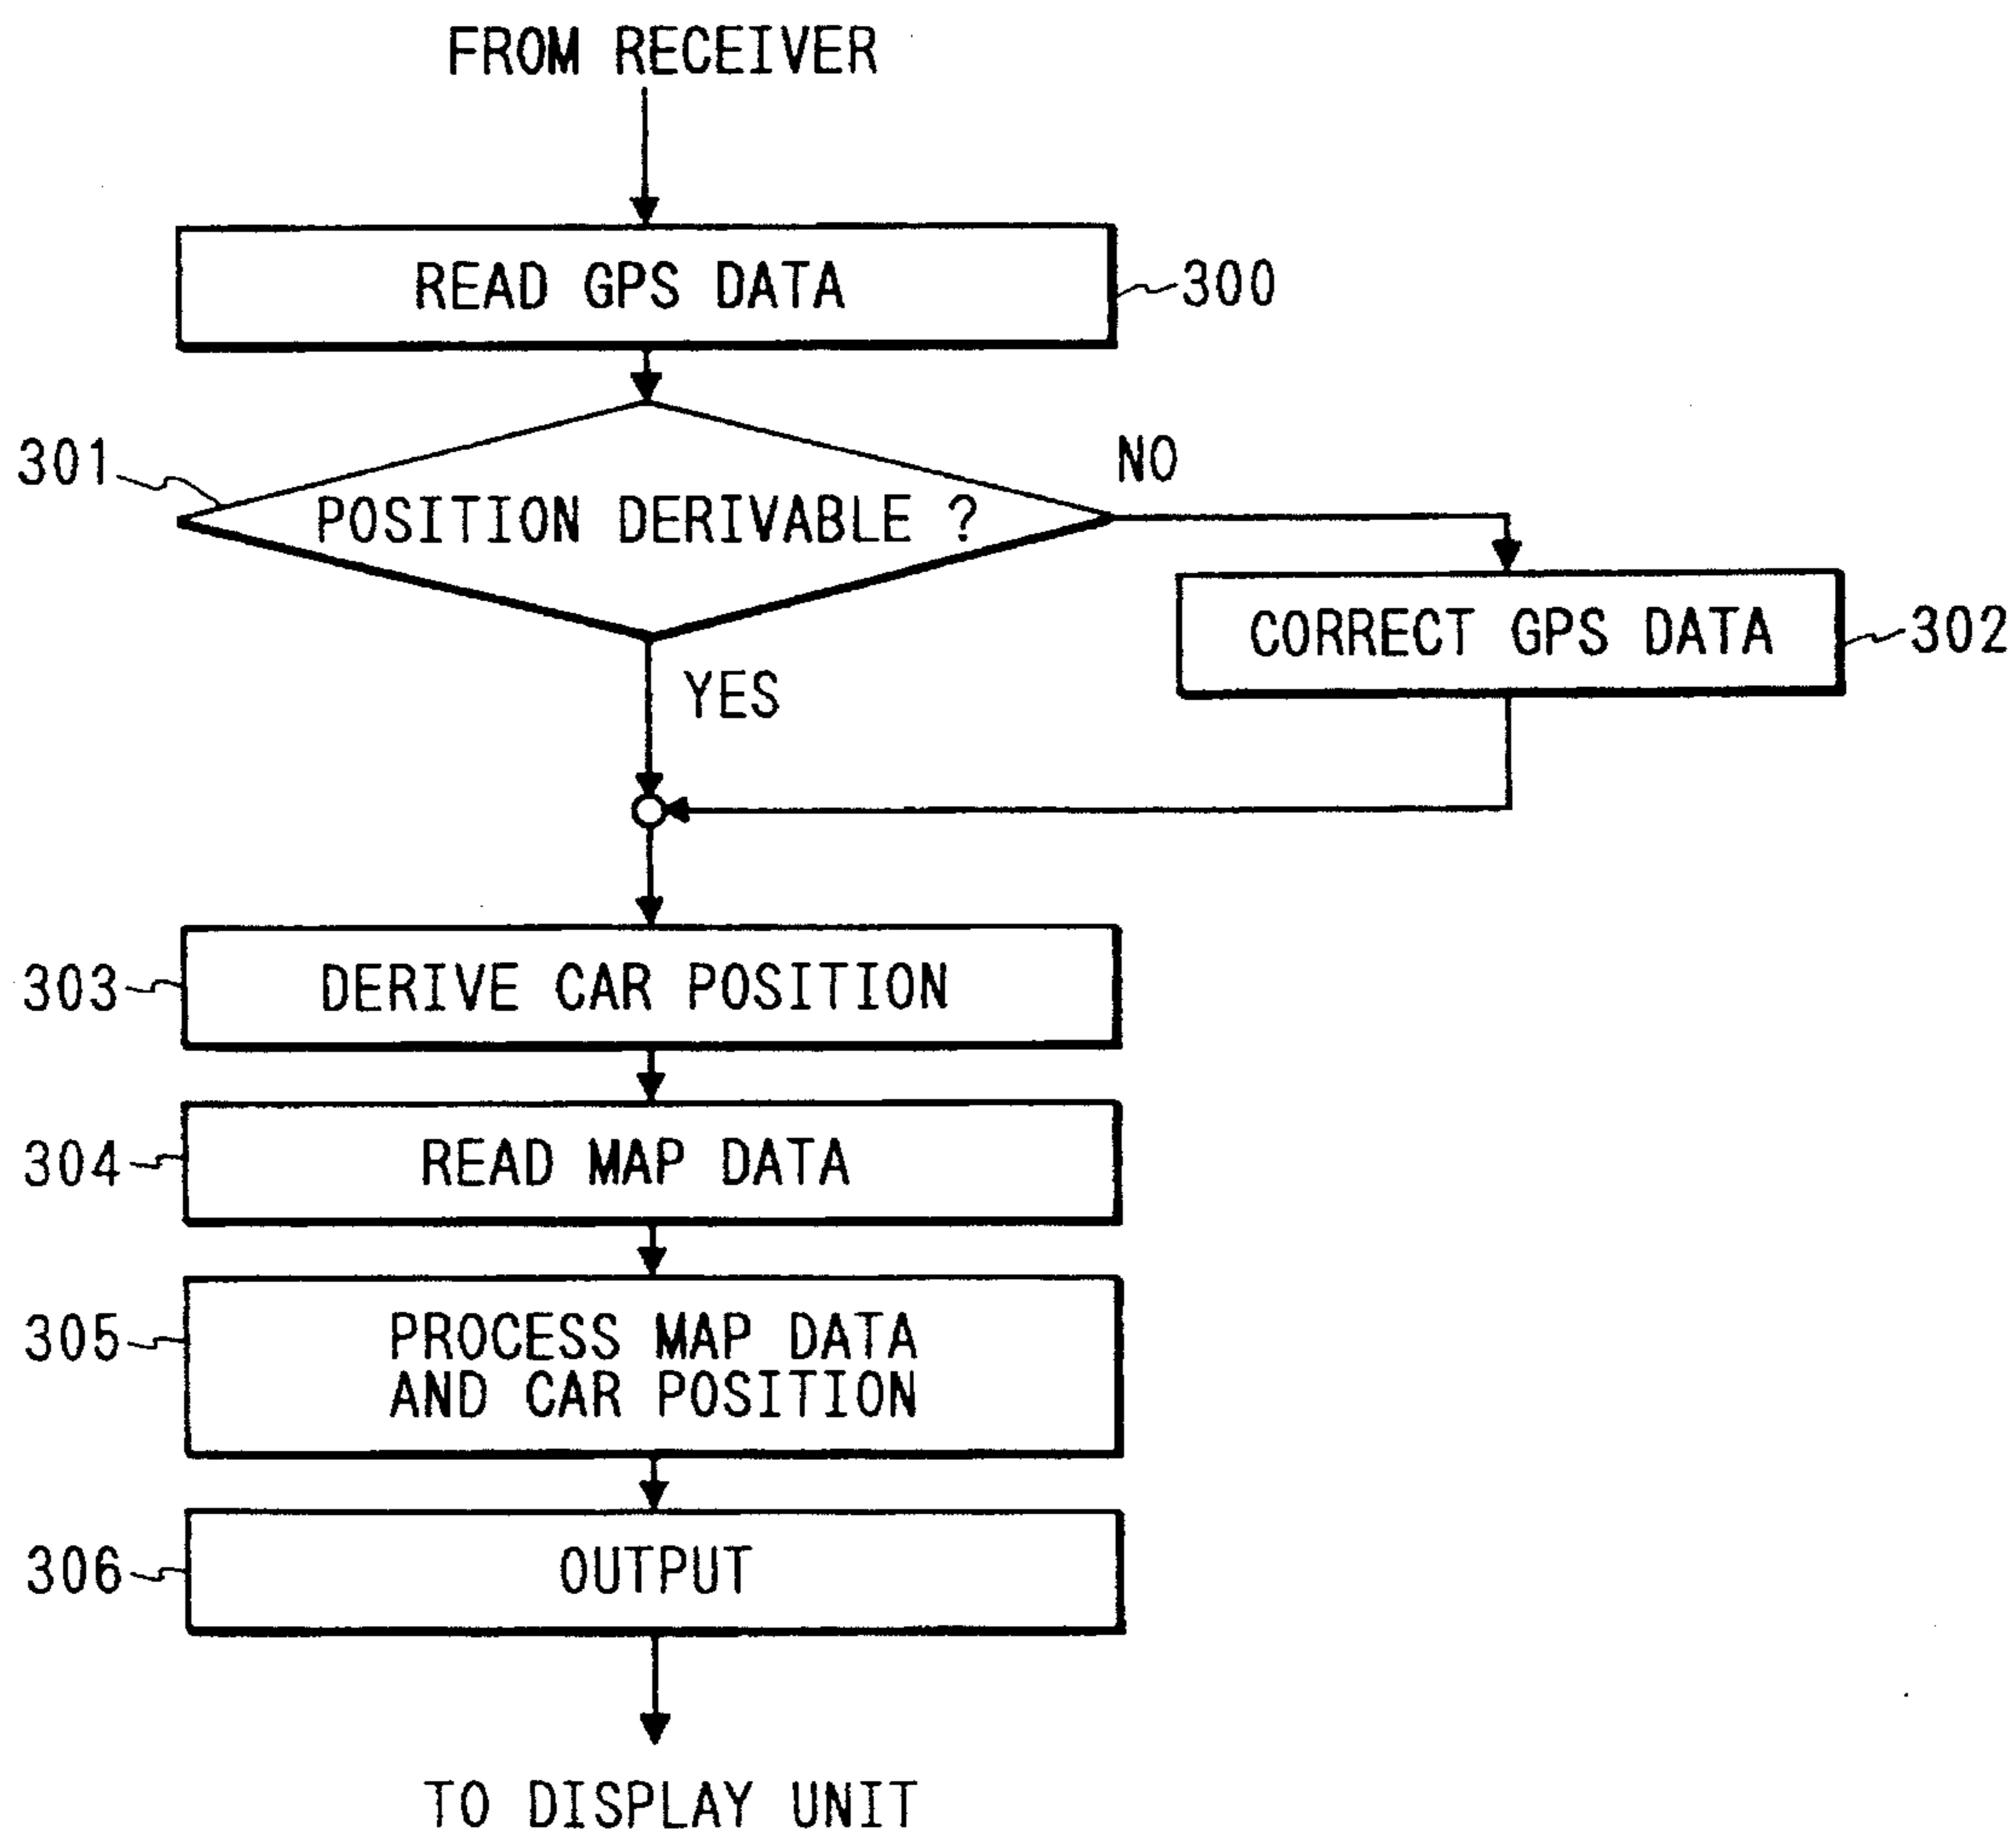 FROM RECEIVER
READ GPS DATA
300
301
POSITION DERIVABLE ?
NO
CORRECT GPS DATA
302
YES
303
DERIVE CAR POSITION
304
READ MAP DATA
305
PROCESS MAP DATA
AND CAR POSITION
306
OUTPUT
TO DISPLAY UNIT